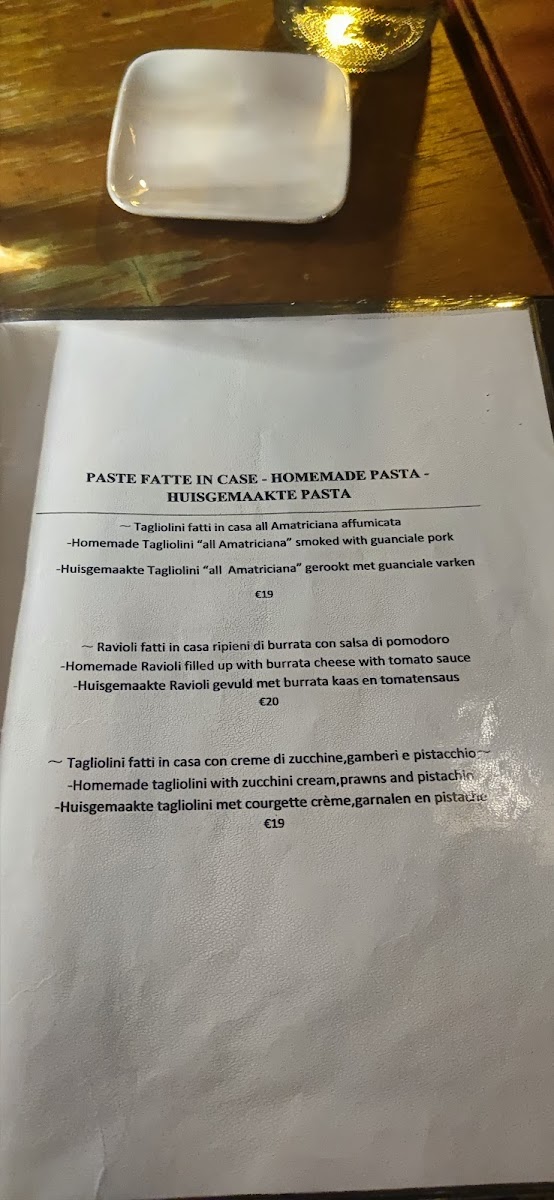 PASTE FATTE IN CASE - HOMEMADE PASTA -
HUISGEMAAKTE PASTA
~ Tagliolini fatti in casa all Amatriciana affumicata
-Homemade Tagliolini “all Amatriciana” smoked with guanciale pork
-Huisgemaakte Tagliolini “all Amatriciana” gerookt met guanciale varken
€19
~ Ravioli fatti in casa ripieni di burrata con salsa di pomodoro
-Homemade Ravioli filled up with burrata cheese with tomato sauce
-Huisgemaakte Ravioli gevuld met burrata kaas en tomatensaus
€20
~ Tagliolini fatti in casa con creme di zucchine,gamberi e pistacchio~
-Homemade tagliolini with zucchini cream,prawns and
-Huisgemaakte tagliolini met courgette crème,garnalen en pistache
€19